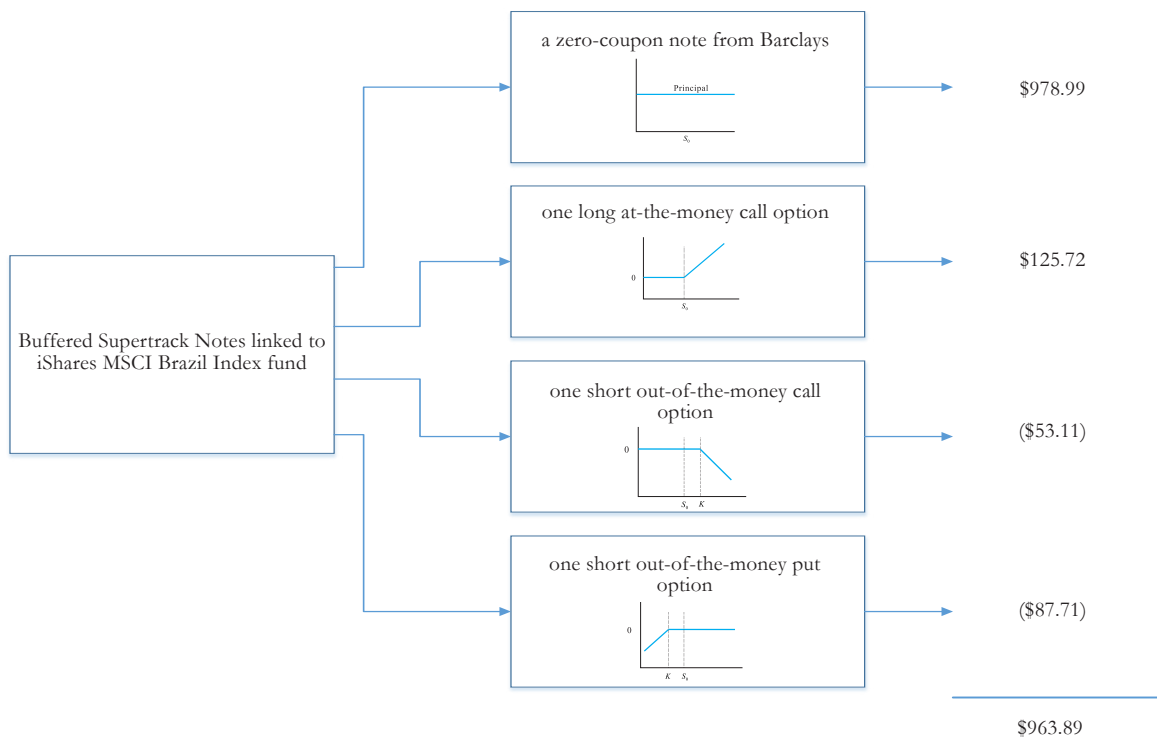 a zero-coupon note from Barclays
Principal
S₀
$978.99
one long at-the-money call option
0
S₀
$125.72
Buffered Supertrack Notes linked to
iShares MSCI Brazil Index fund
one short out-of-the-money call
option
0
S₀ K
($53.11)
one short out-of-the-money put
option
0
K S₀
($87.71)
$963.89